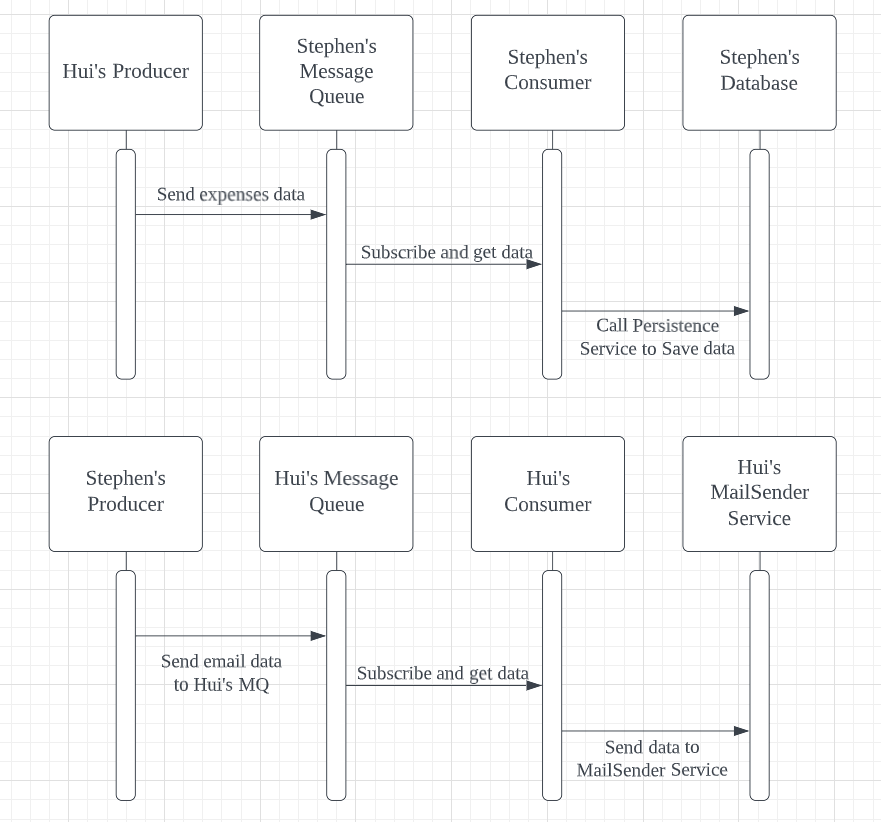 Hui's Producer
Stephen's
Message
Queue
Stephen's
Consumer
Stephen's
Database
Send expenses data
Subscribe and get data
Call Persistence
Service to Save data
Stephen's
Producer
Hui's Message
Queue
Hui's
Consumer
Hui's
MailSender
Service
Send email data
to Hui's MQ
Subscribe and get data
Send data to
MailSender Service